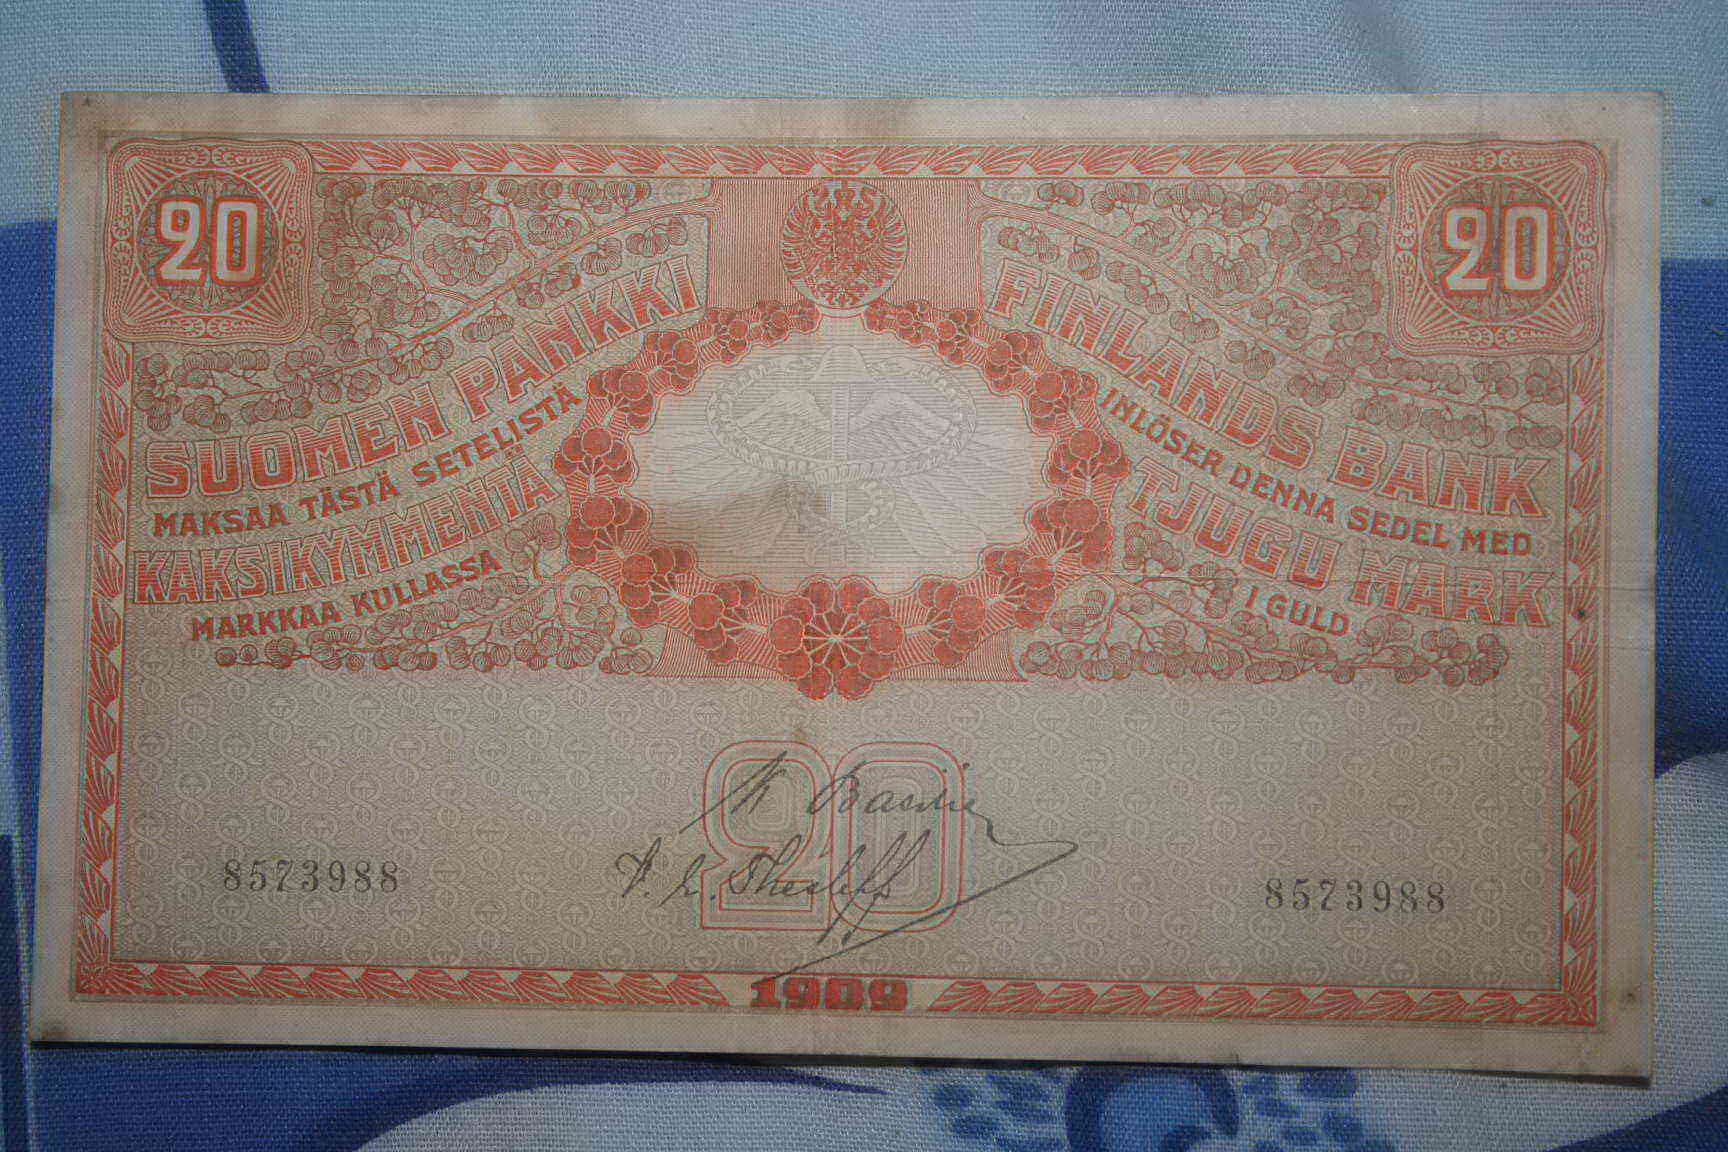 20
20
SUOMEN PANKKI
MAKSAA TÄSTÄ SETELISTÄ
KAKSIKYMMENTÄ
MARKKAA KULLASSA
FINLANDS BANK
INLÖSER DENNA SEDEL MED
TJUGU MARK
I GULD
20
8573988
8573988
1909